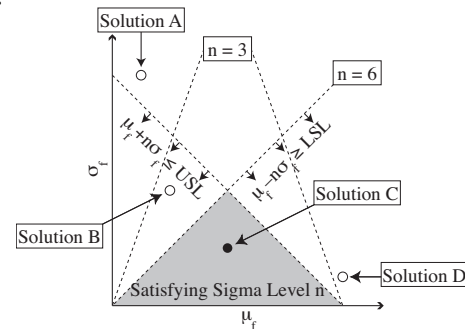 Solution A
n = 3
n = 6
μf+nσf ≤ USL
μf-nσf ≥ LSL
σf
Solution B
Solution C
Solution D
Satisfying Sigma Level n
μf